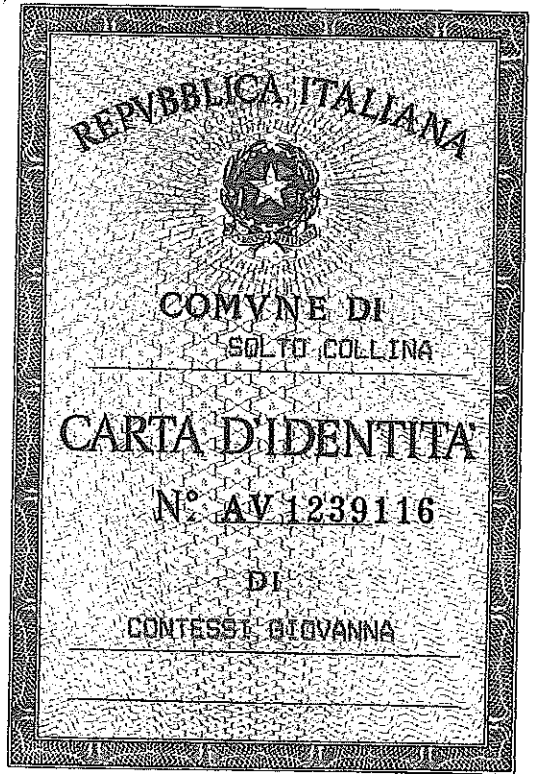 REPVBBLICA ITALIANA
COMVNE DI
SOLTO COLLINA
CARTA D'IDENTITA'
N° AV 1239116
DI
CONTESSI GIOVANNA